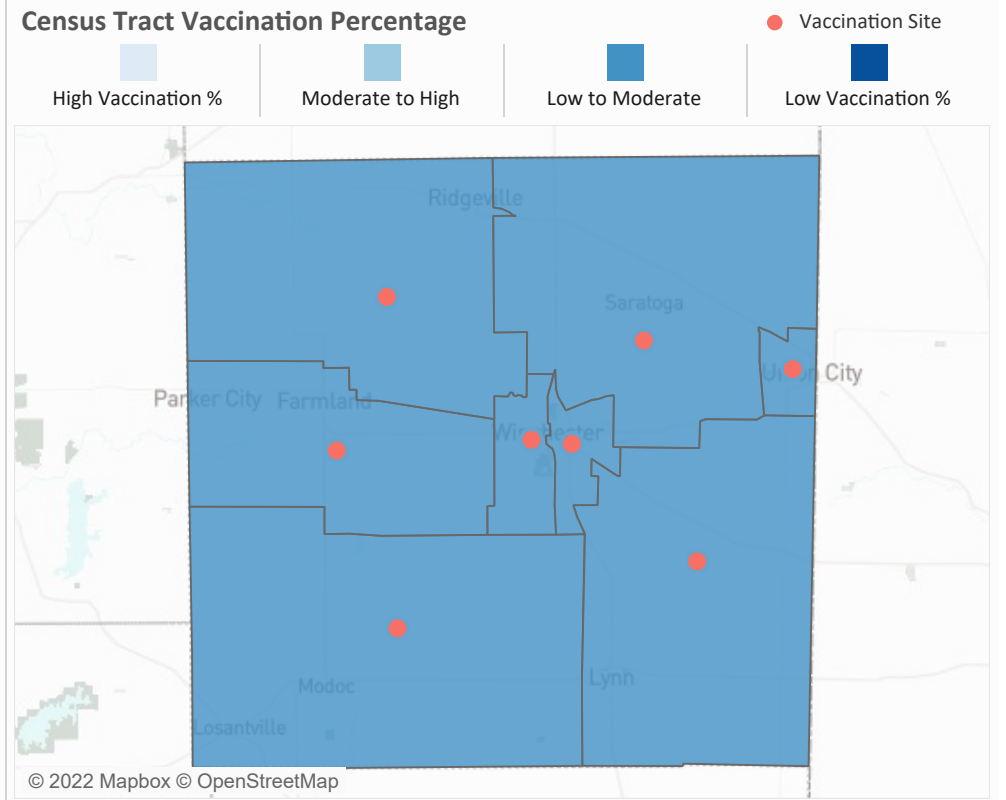 Census Tract Vaccination Percentage
Vaccination Site
High Vaccination %
Moderate to High
Low to Moderate
Low Vaccination %
Ridgeville
Saratoga
Union City
Parker City
Farmland
Winchester
Lynn
Modoc
Losantville
© 2022 Mapbox © OpenStreetMap